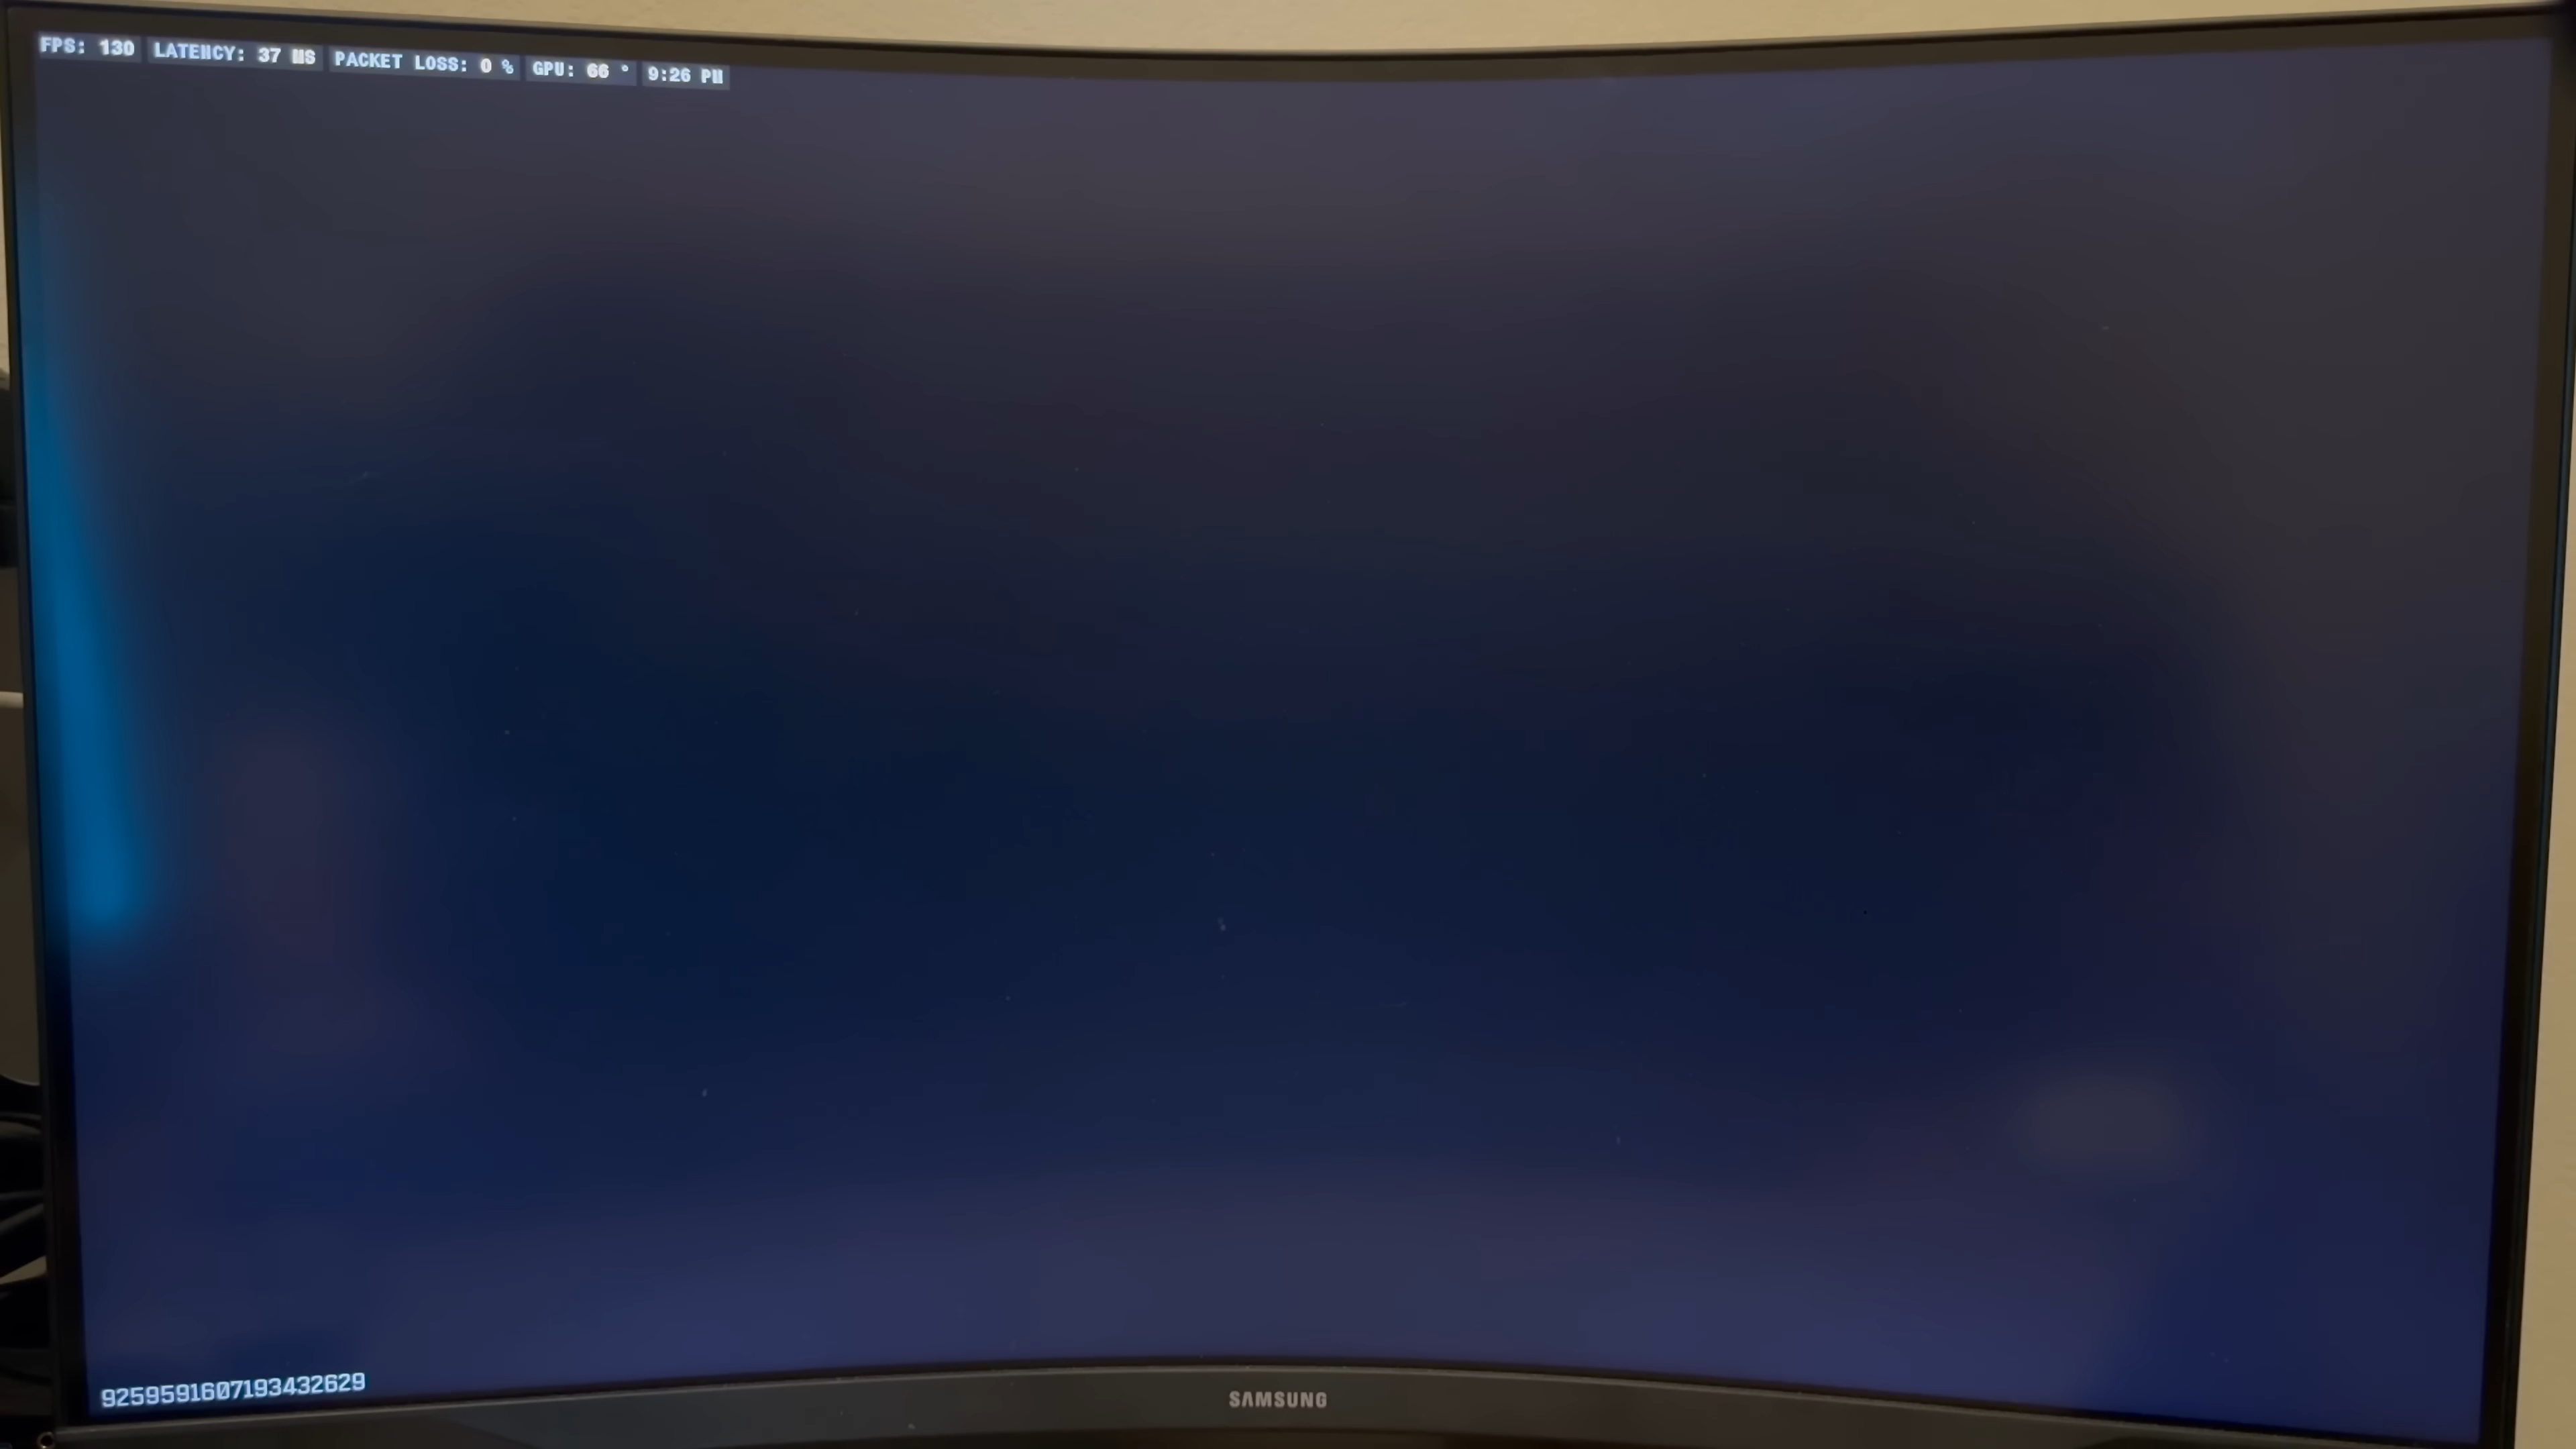 FPS: 130 LATENCY: 37 MS PACKET LOSS: 0 % GPU: 66 ° 9:26 PM
9259591607193432629
SAMSUNG